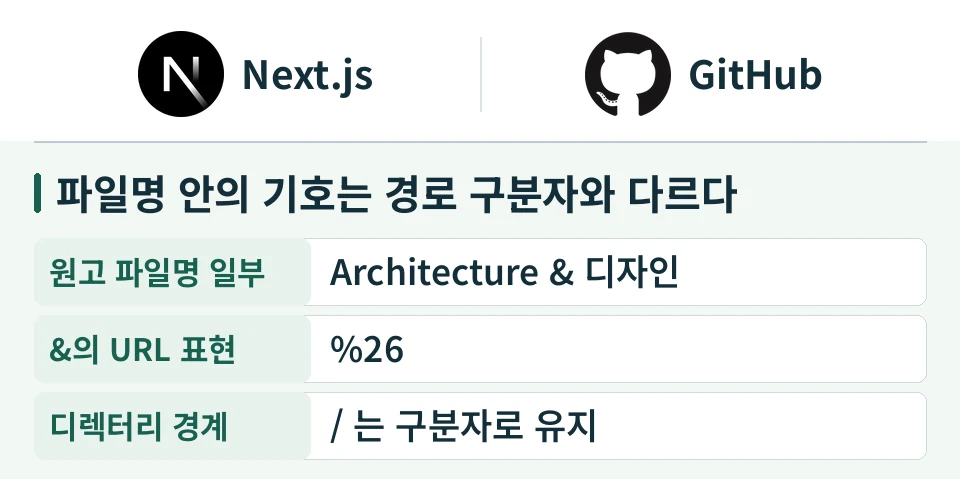 Next.js
GitHub
파일명 안의 기호는 경로 구분자와 다르다
원고 파일명 일부
Architecture & 디자인
&의 URL 표현
%26
디렉터리 경계
/ 는 구분자로 유지